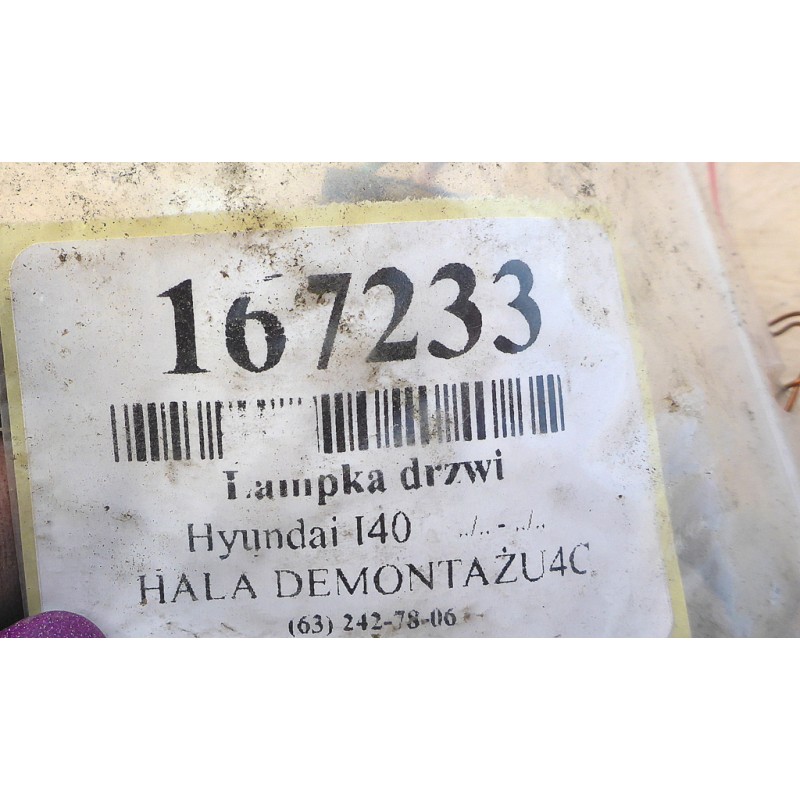 167233
Lampka drzwi
Hyundai I40 ../.. - ../..
HALA DEMONTAŻU4C
(63) 242-78-06